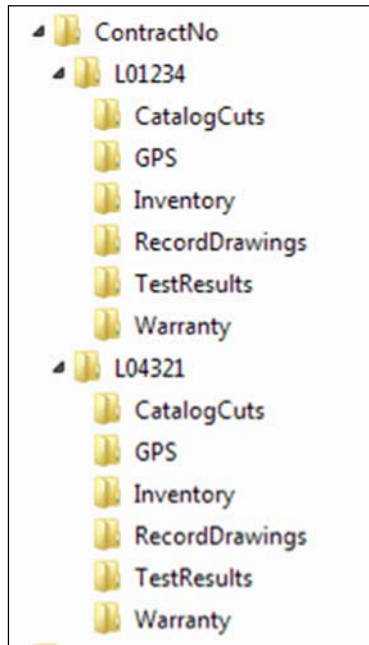 ContractNo
L01234
CatalogCuts
GPS
Inventory
RecordDrawings
TestResults
Warranty
L04321
CatalogCuts
GPS
Inventory
RecordDrawings
TestResults
Warranty